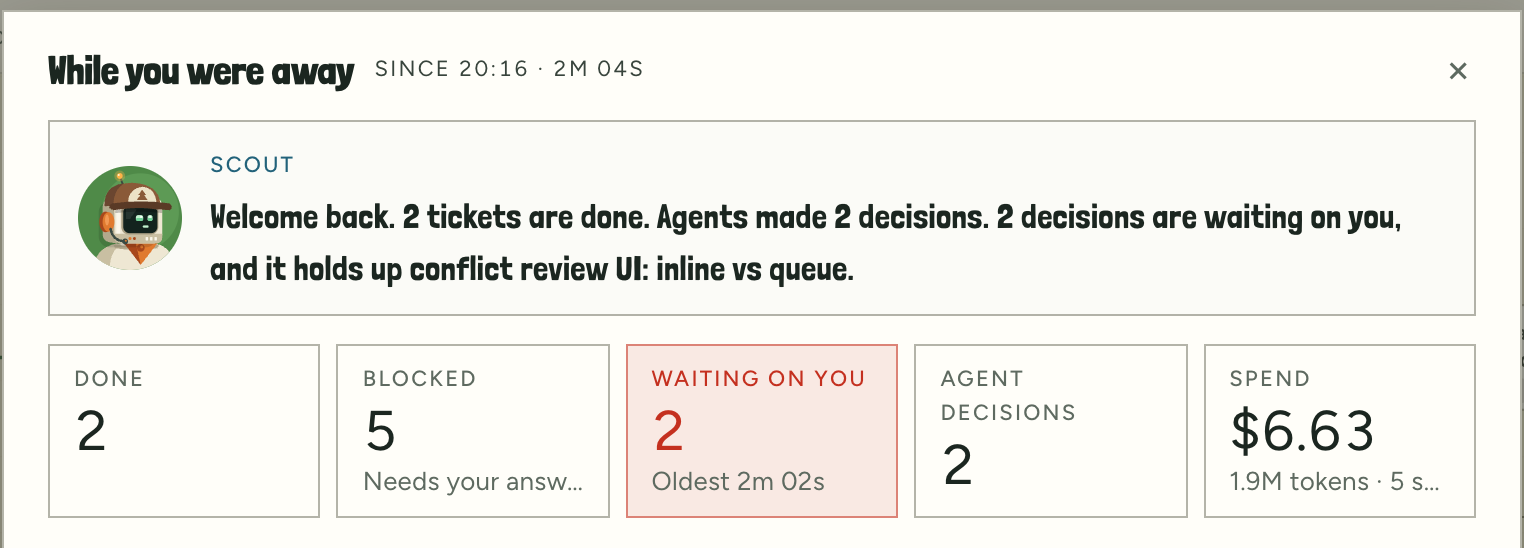 While you were away SINCE 20:16 · 2M 04S ×
SCOUT
Welcome back. 2 tickets are done. Agents made 2 decisions. 2 decisions are waiting on you,
and it holds up conflict review UI: inline vs queue.
DONE
2
BLOCKED
5
Needs your answ...
WAITING ON YOU
2
Oldest 2m 02s
AGENT
DECISIONS
2
SPEND
$6.63
1.9M tokens · 5 s...